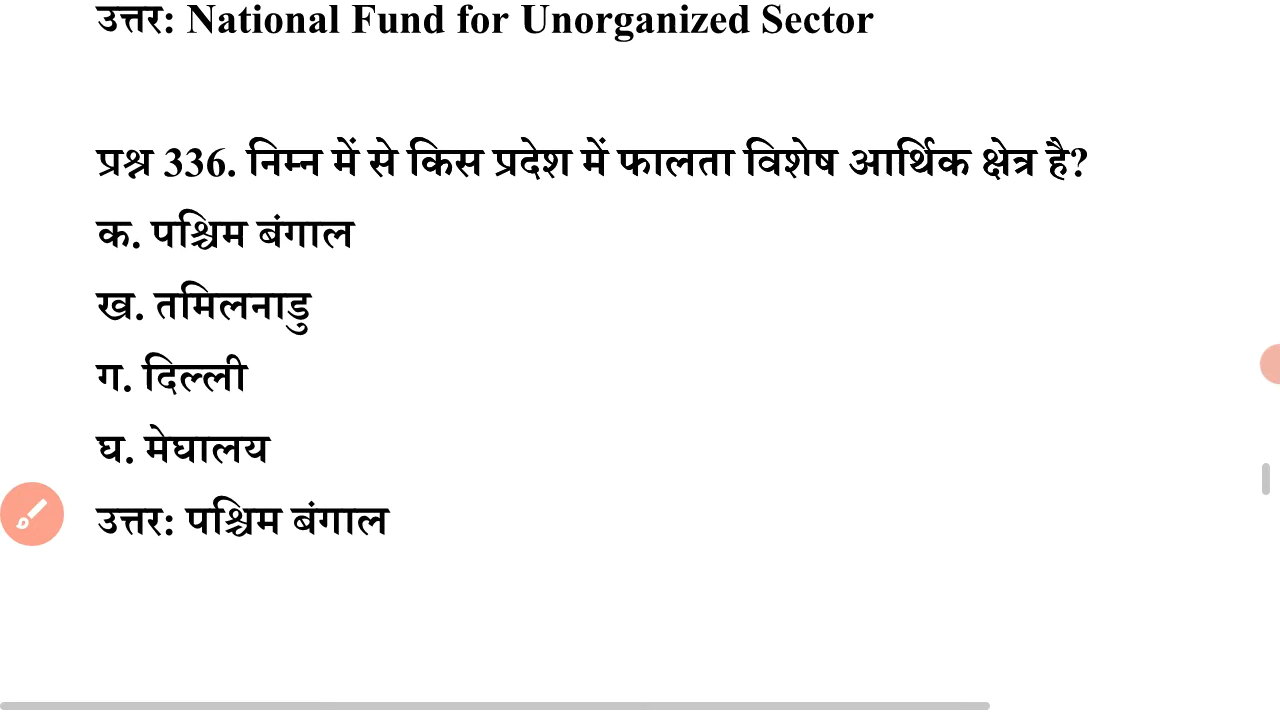 उत्तर: National Fund for Unorganized Sector
प्रश्न 336. निम्न में से किस प्रदेश में फालता विशेष आर्थिक क्षेत्र है?
क. पश्चिम बंगाल
ख. तमिलनाडु
ग. दिल्ली
घ. मेघालय
उत्तर: पश्चिम बंगाल